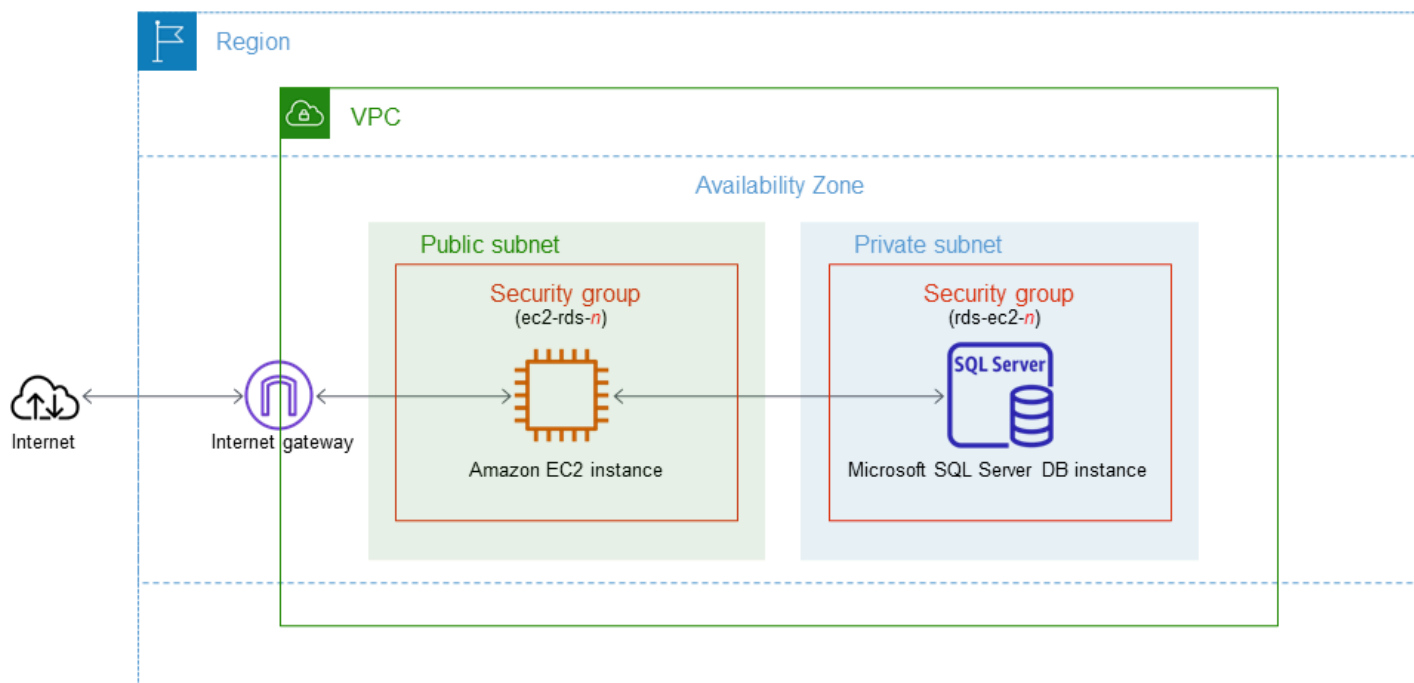 Region
VPC
Availability Zone
Public subnet
Private subnet
Security group
(ec2-rds-n)
Security group
(rds-ec2-n)
SQL Server
Internet
Internet gateway
Amazon EC2 instance
Microsoft SQL Server DB instance